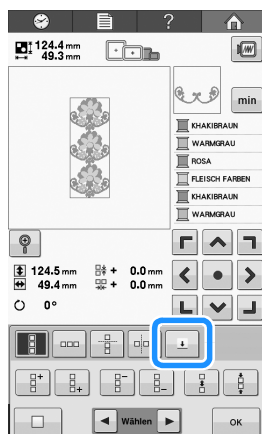 ?
124.4 mm
49.3 mm
min
KHAKIBRAUN
WARMGRAU
ROSA
FLEISCH FARBEN
KHAKIBRAUN
WARMGRAU
124.5 mm + 0.0 mm
49.4 mm + 0.0 mm
0°
Wählen
OK